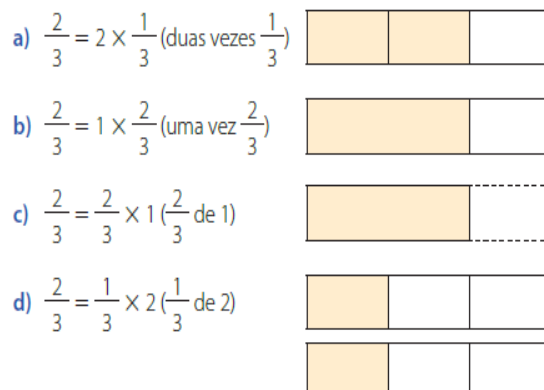 a) 2/3 = 2 × 1/3 (duas vezes 1/3)
b) 2/3 = 1 × 2/3 (uma vez 2/3)
c) 2/3 = 2/3 × 1 (2/3 de 1)
d) 2/3 = 1/3 × 2 (1/3 de 2)